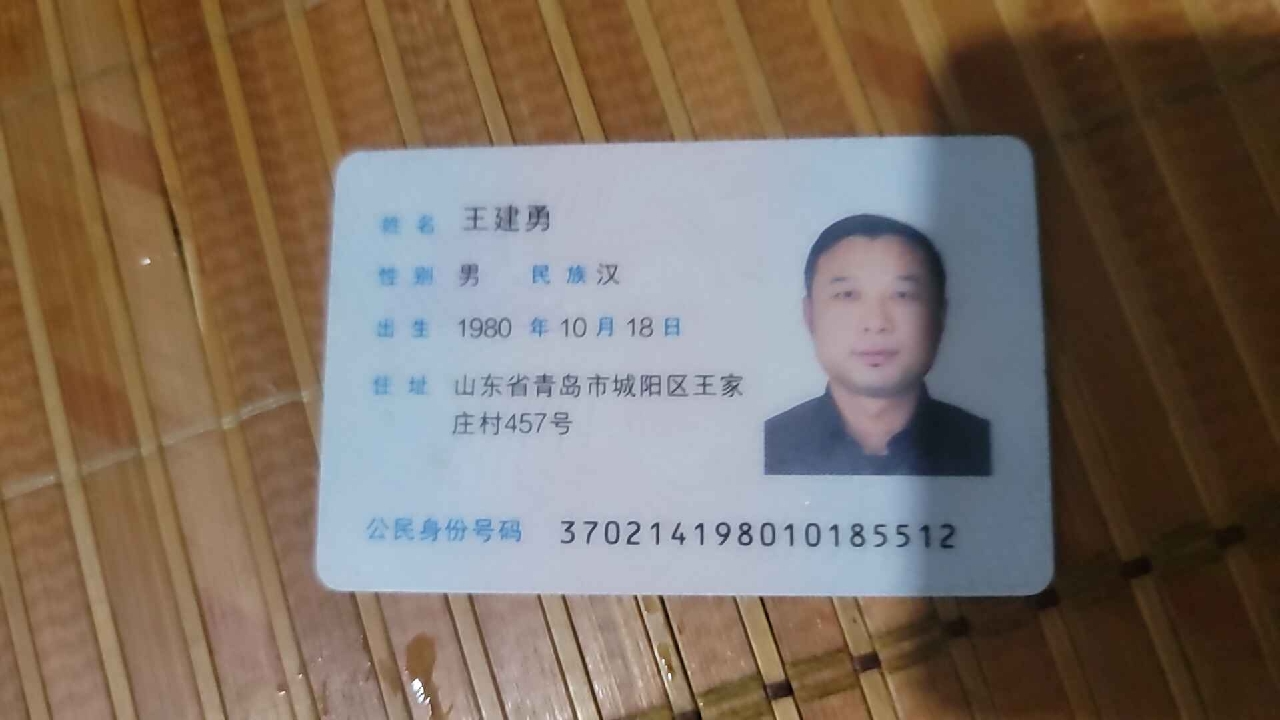 姓名 王建勇
性别 男 民族 汉
出生 1980 年 10 月 18 日
住址 山东省青岛市城阳区王家
庄村457号
公民身份号码 370214198010185512